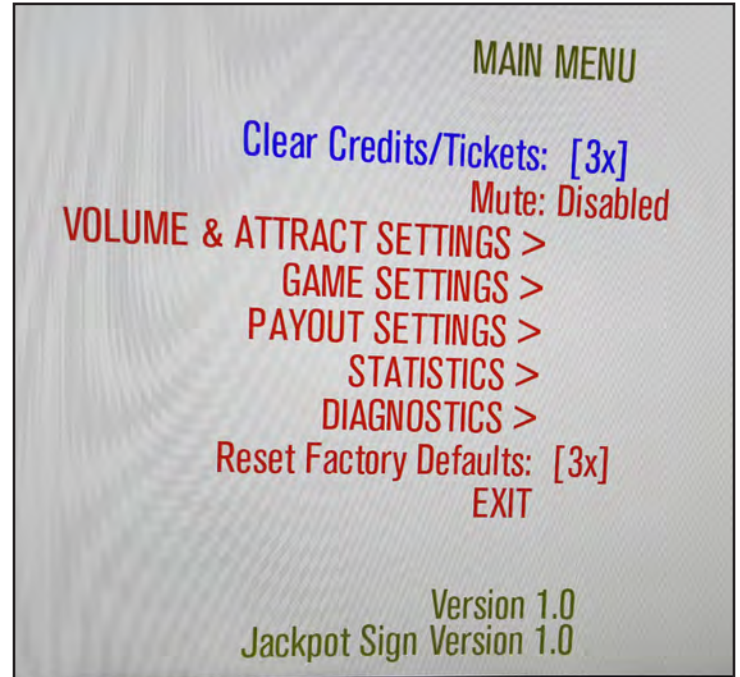 MAIN MENU
Clear Credits/Tickets: [3x]
Mute: Disabled
VOLUME & ATTRACT SETTINGS >
GAME SETTINGS >
PAYOUT SETTINGS >
STATISTICS >
DIAGNOSTICS >
Reset Factory Defaults: [3x]
EXIT
Version 1.0
Jackpot Sign Version 1.0